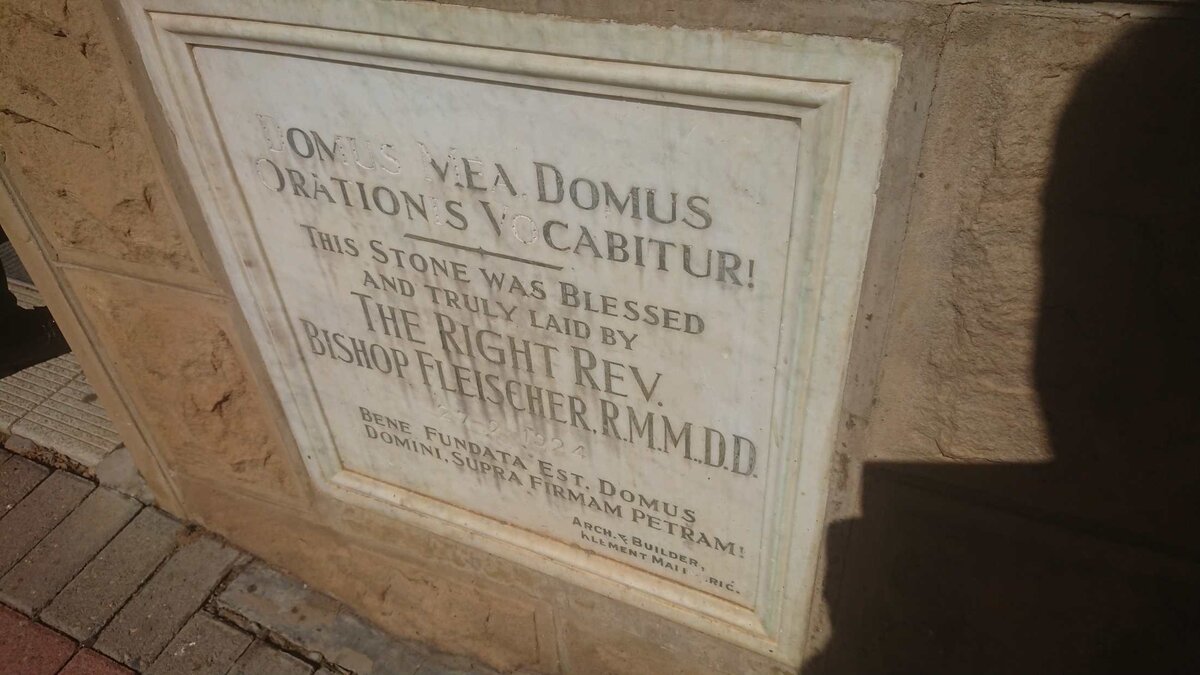 DOMUS MEA DOMUS
ORATIONIS VOCABITUR!
THIS STONE WAS BLESSED
AND TRULY LAID BY
THE RIGHT REV.
BISHOP. FLEISCHER. R.M.M. D.D.
1924
BENE FUNDATA EST. DOMUS
DOMINI, SUPRA FIRMAM PETRAM!
ARCH. & BUILDER,